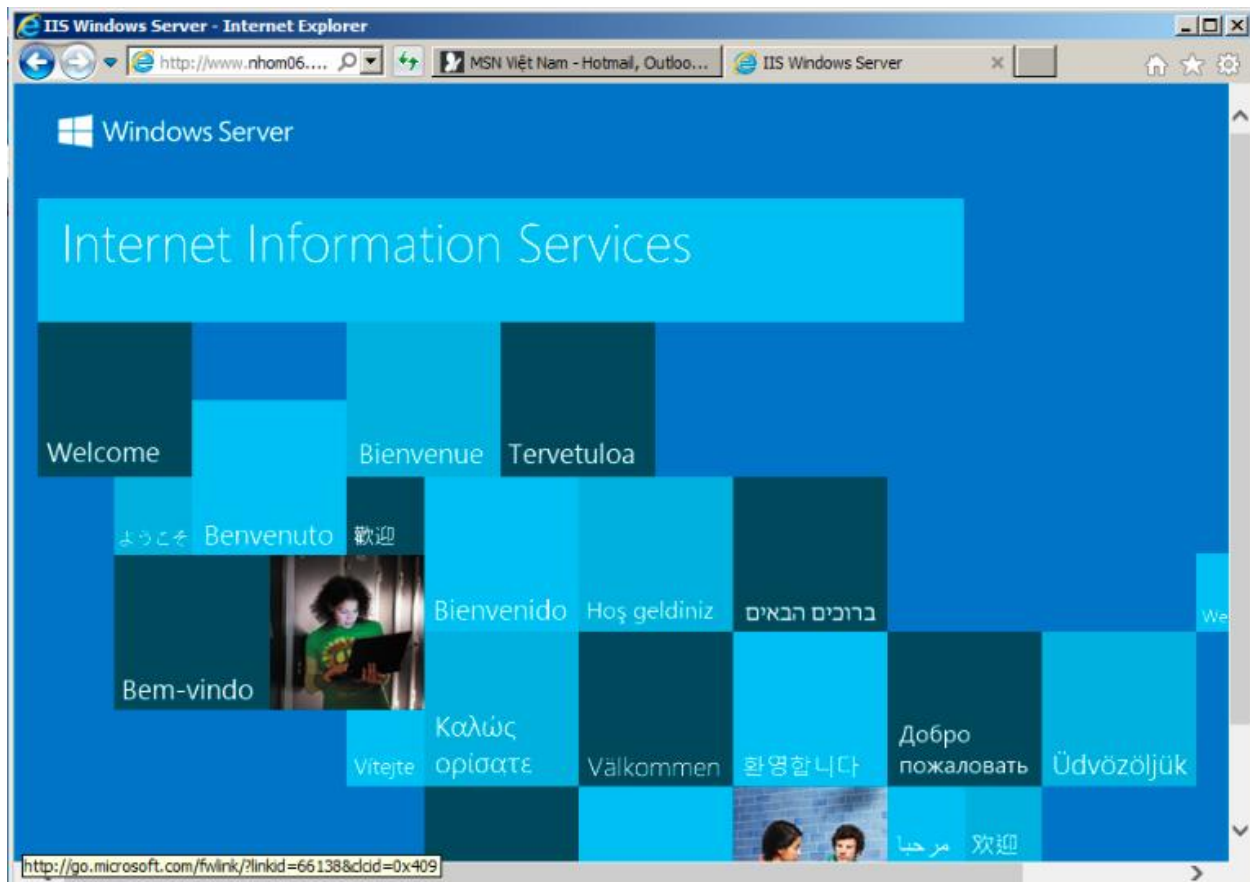 IIS Windows Server - Internet Explorer
http://www.nhom06....
MSN Việt Nam - Hotmail, Outloo...
IIS Windows Server
Windows Server
Internet Information Services
Welcome
Bienvenue
Tervetuloa
ようこそ
Benvenuto
歡迎
Bienvenido
Hoş geldiniz
ברוכים הבאים
We
Bem-vindo
Vítejte
Καλώς
ορίσατε
Välkommen
환영합니다
Добро
пожаловать
Üdvözöljük
مرحبا
欢迎
http://go.microsoft.com/fwlink/?linkid=66138&clcid=0x409